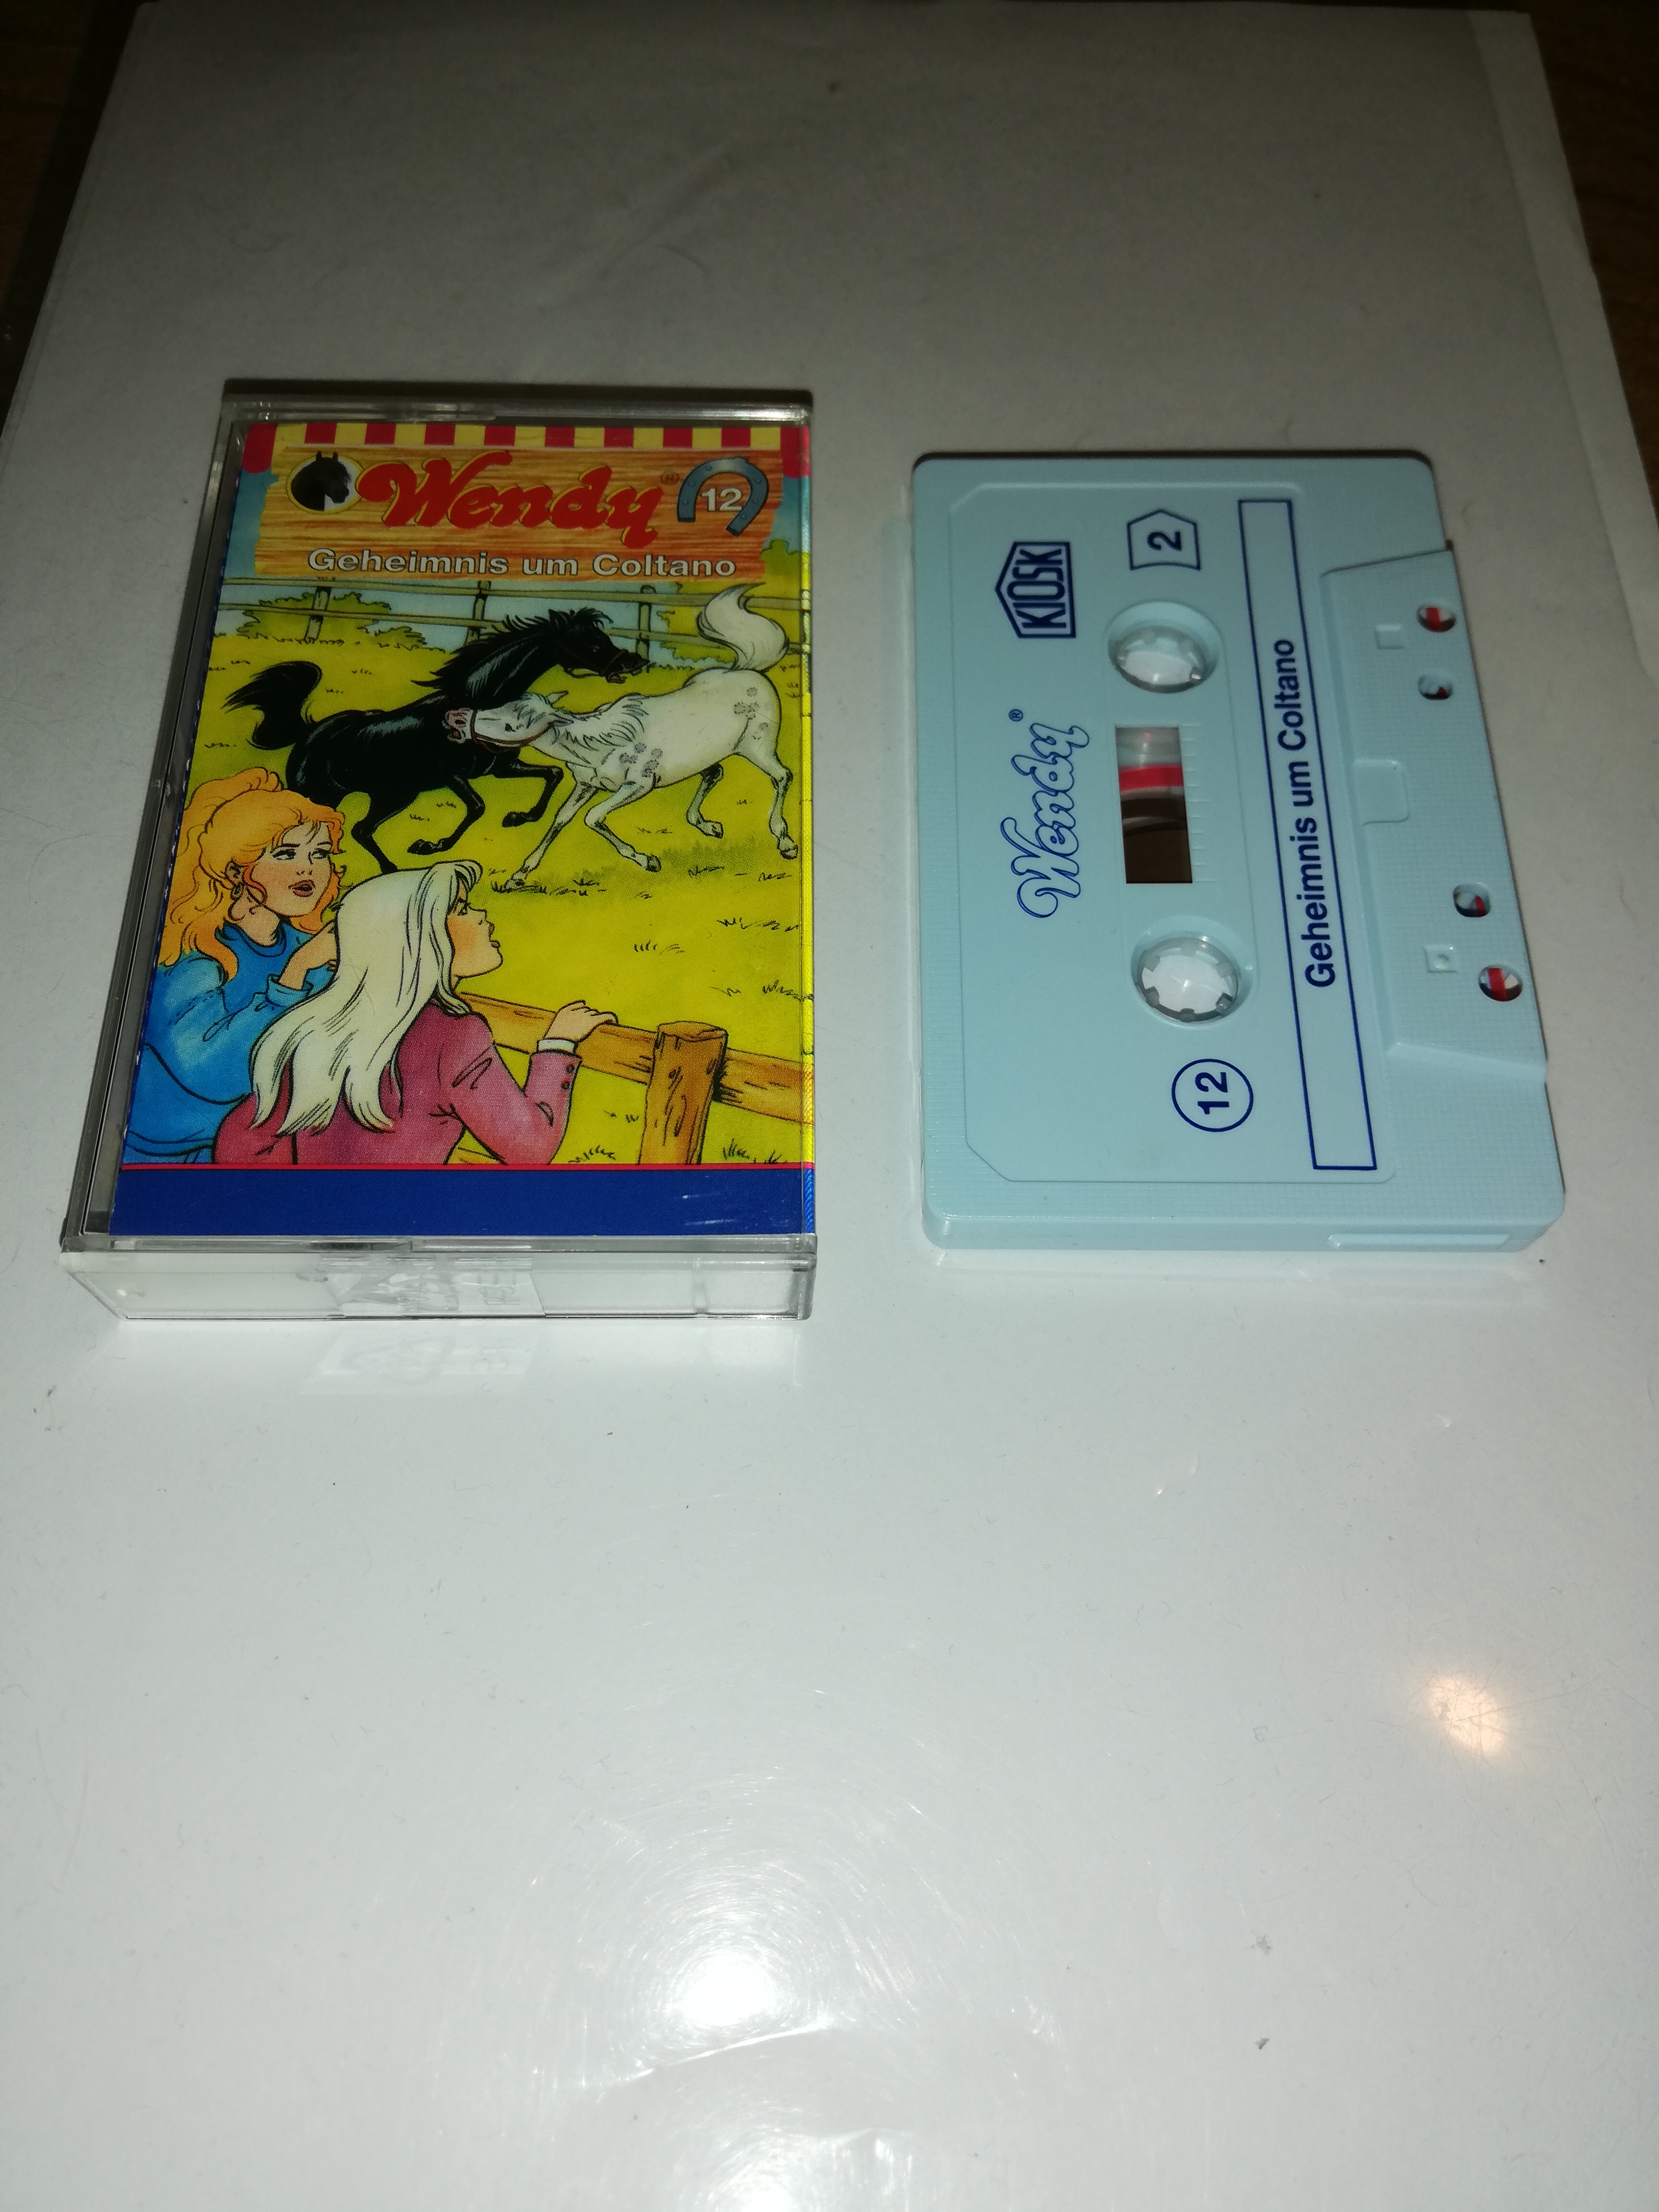 Wendy®
12
Geheimnis um Coltano
KIOSK
2
Wendy®
12
Geheimnis um Coltano